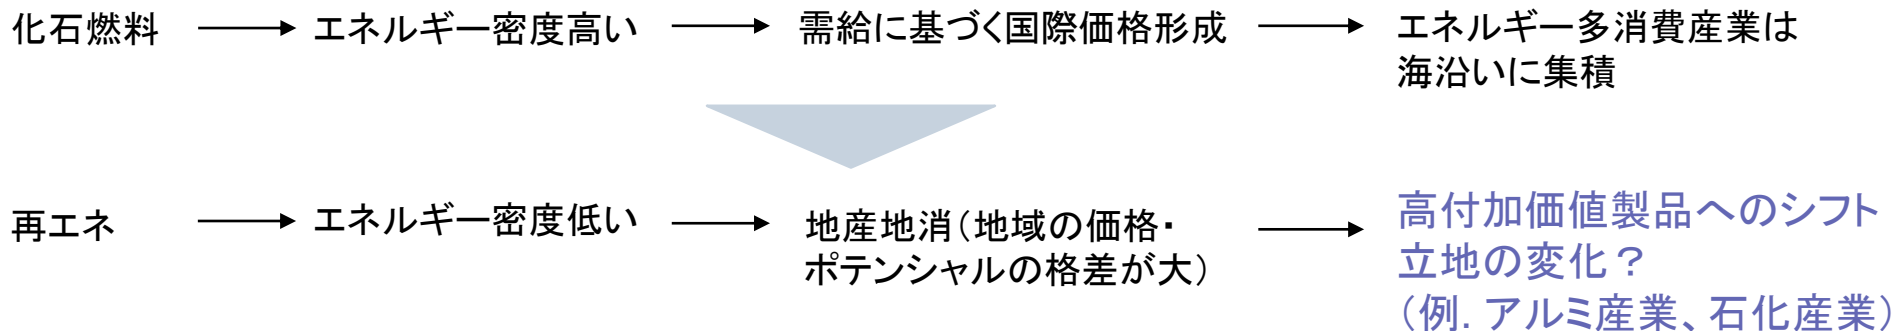 化石燃料
エネルギー密度高い
需給に基づく国際価格形成
エネルギー多消費産業は
海沿いに集積
再エネ
エネルギー密度低い
地産地消（地域の価格・
ポテンシャルの格差が大）
高付加価値製品へのシフト
立地の変化？
（例. アルミ産業、石化産業）